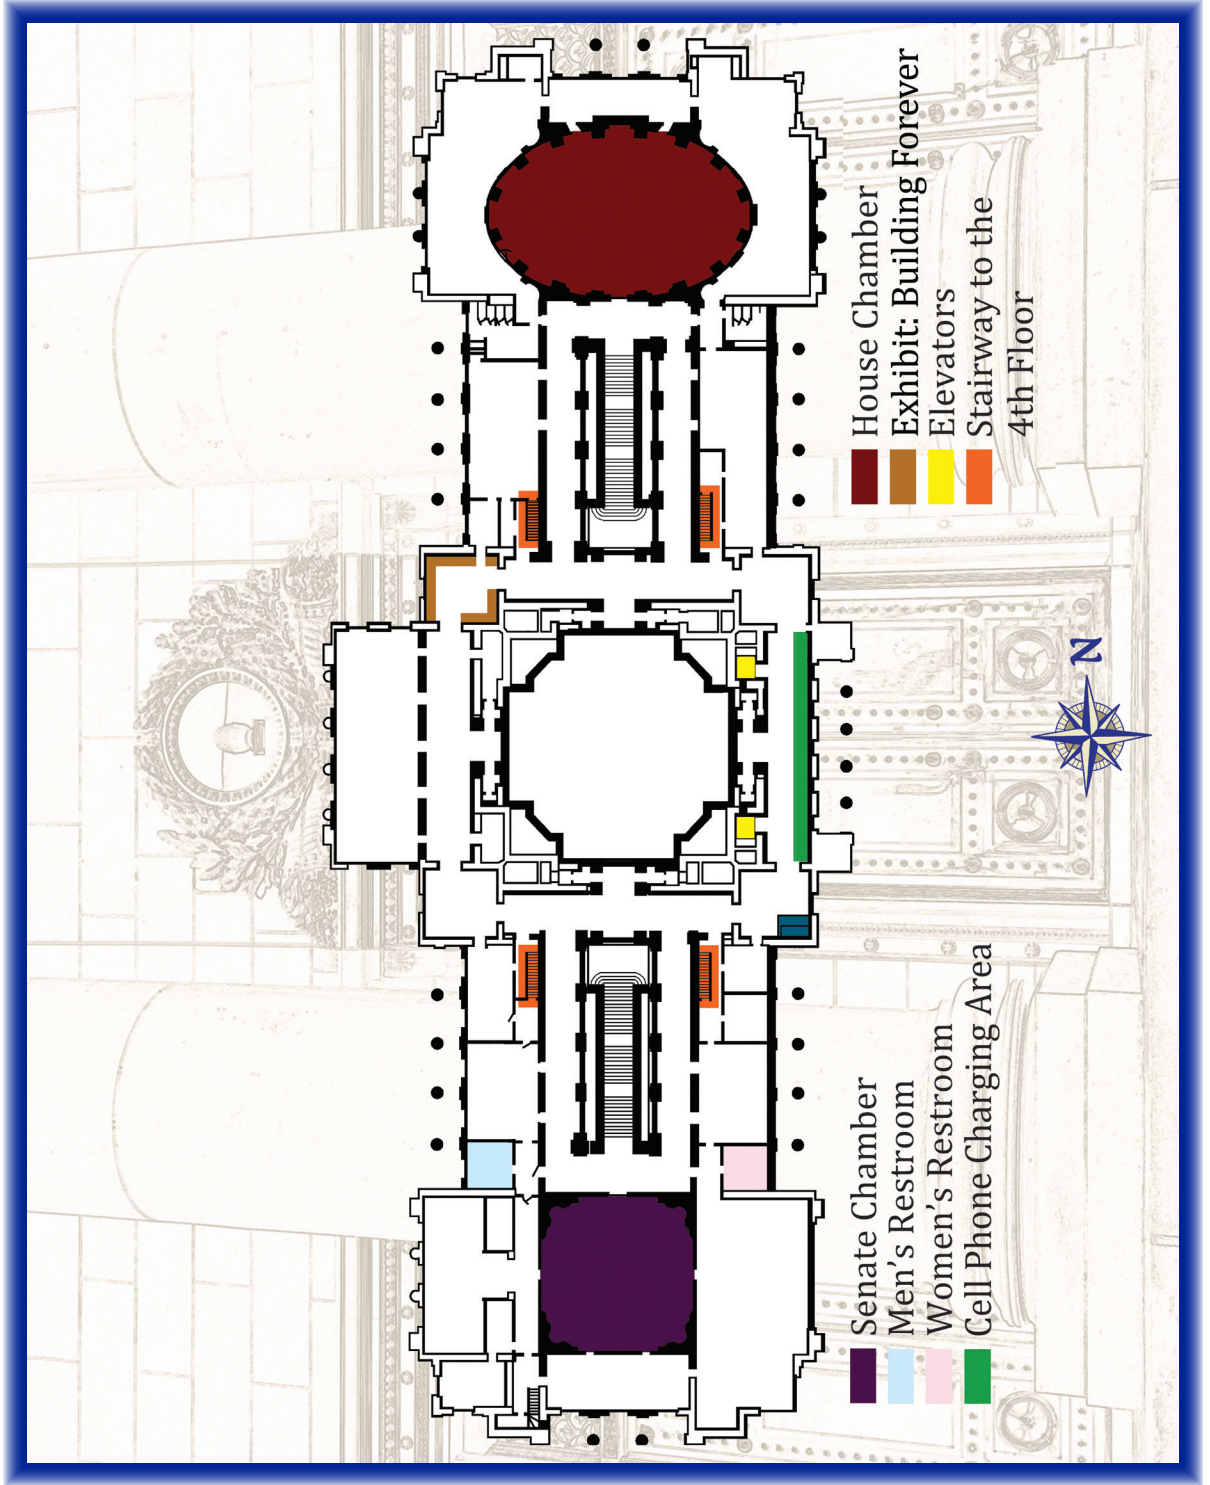 Senate Chamber
Men's Restroom
Women's Restroom
Cell Phone Charging Area
House Chamber
Exhibit: Building Forever
Elevators
Stairway to the
4th Floor
N